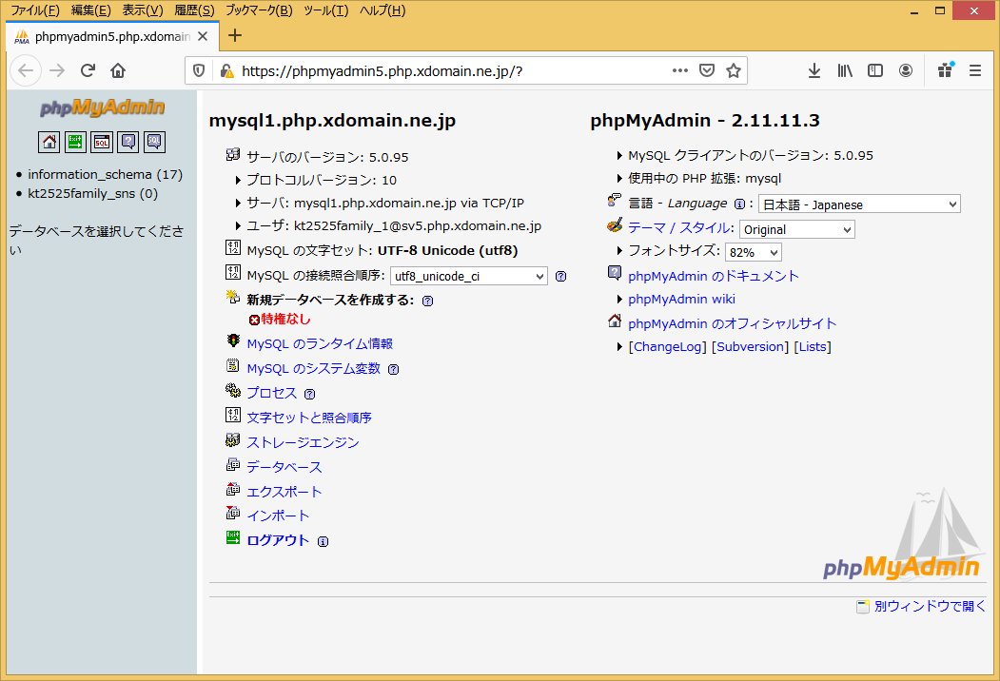 ファイル(F) 編集(E) 表示(V) 履歴(S) ブックマーク(B) ツール(T) ヘルプ(H)
phpmyadmin5.php.xdomain
https://phpmyadmin5.php.xdomain.ne.jp/?
phpMyAdmin
Exit SQL ? SQL
information_schema (17)
kt2525family_sns (0)
データベースを選択してくださ
い
mysql1.php.xdomain.ne.jp
サーバのバージョン: 5.0.95
プロトコルバージョン: 10
サーバ: mysql1.php.xdomain.ne.jp via TCP/IP
ユーザ: kt2525family_1@sv5.php.xdomain.ne.jp
MySQL の文字セット: UTF-8 Unicode (utf8)
MySQL の接続照合順序: utf8_unicode_ci
新規データベースを作成する:
特権なし
MySQL のランタイム情報
MySQL のシステム変数
プロセス
文字セットと照合順序
ストレージエンジン
データベース
エクスポート
インポート
ログアウト
phpMyAdmin - 2.11.11.3
MySQL クライアントのバージョン: 5.0.95
使用中の PHP 拡張: mysql
言語 - Language : 日本語 - Japanese
テーマ / スタイル: Original
フォントサイズ: 82%
phpMyAdmin のドキュメント
phpMyAdmin wiki
phpMyAdmin のオフィシャルサイト
[ChangeLog] [Subversion] [Lists]
phpMyAdmin
別ウィンドウで開く